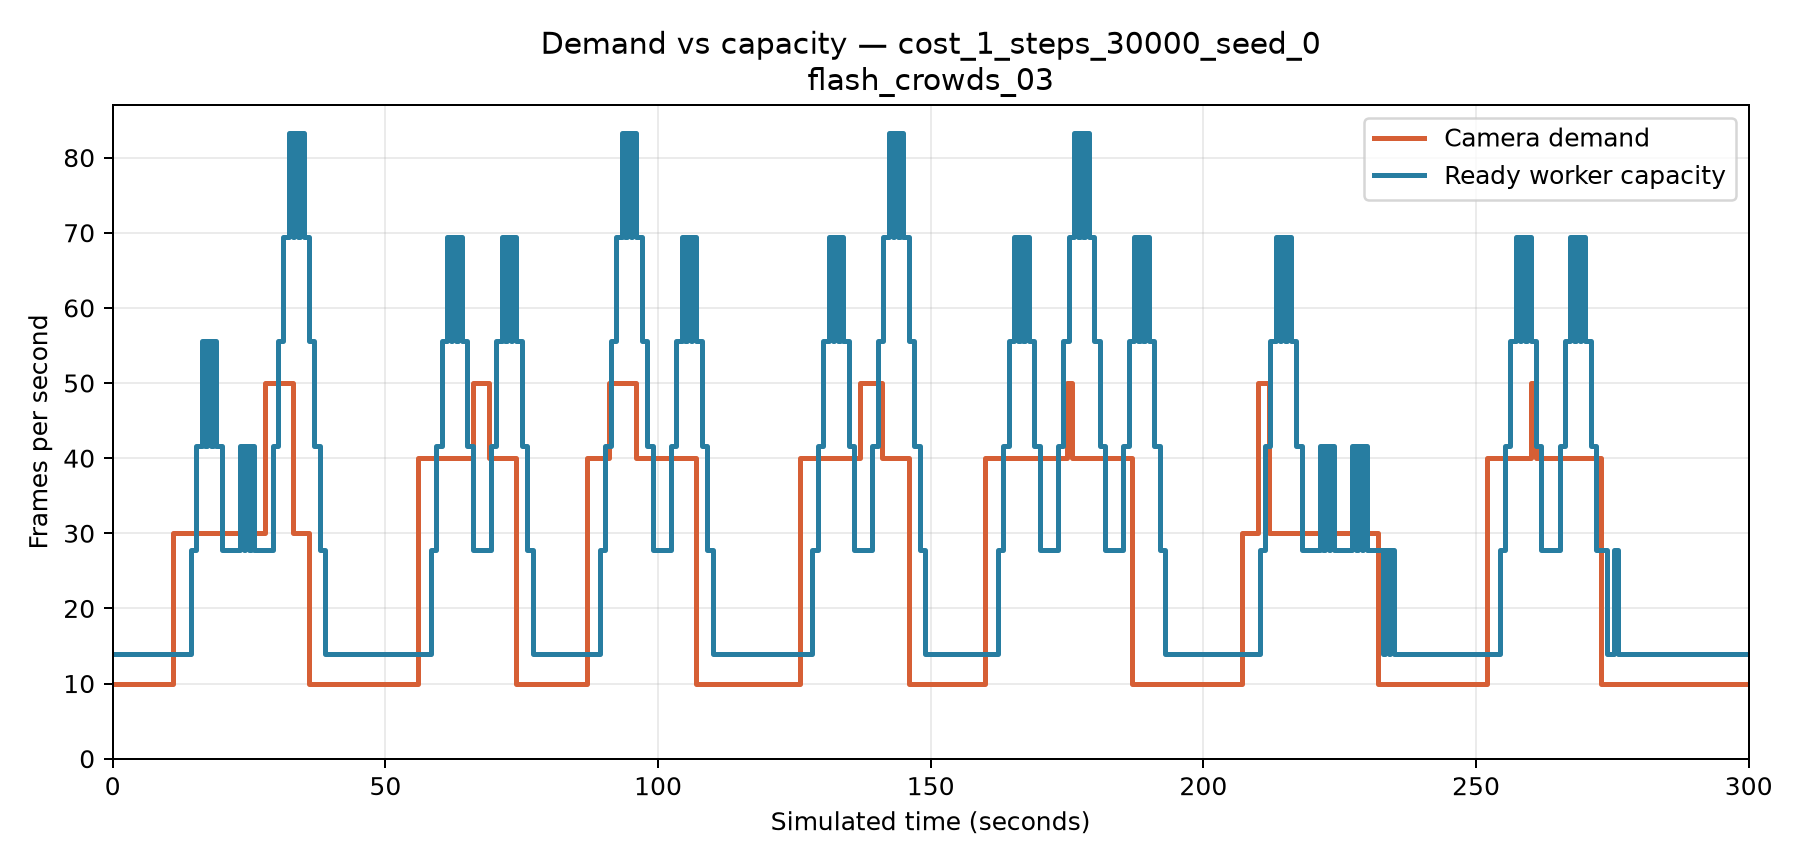 Demand vs capacity — cost_1_steps_30000_seed_0
flash_crowds_03
Camera demand
Ready worker capacity
Frames per second
80
70
60
50
40
30
20
10
0
0 50 100 150 200 250 300
Simulated time (seconds)